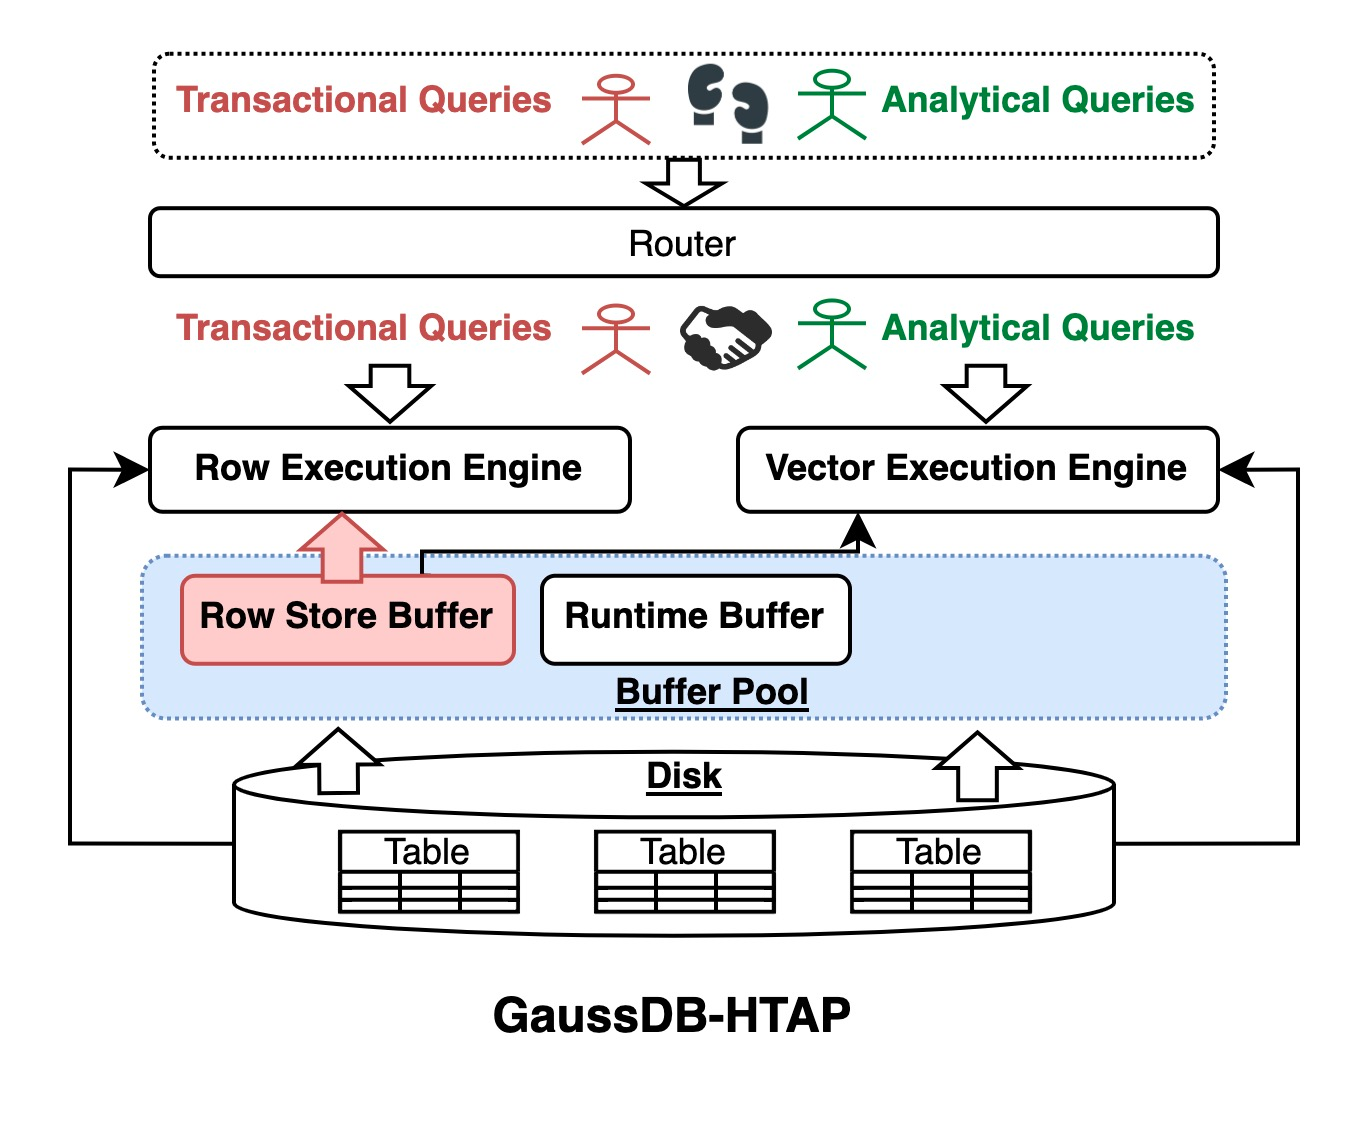 Transactional Queries
Analytical Queries
Router
Transactional Queries
Analytical Queries
Row Execution Engine
Vector Execution Engine
Row Store Buffer
Runtime Buffer
Buffer Pool
Disk
Table
Table
Table
GaussDB-HTAP